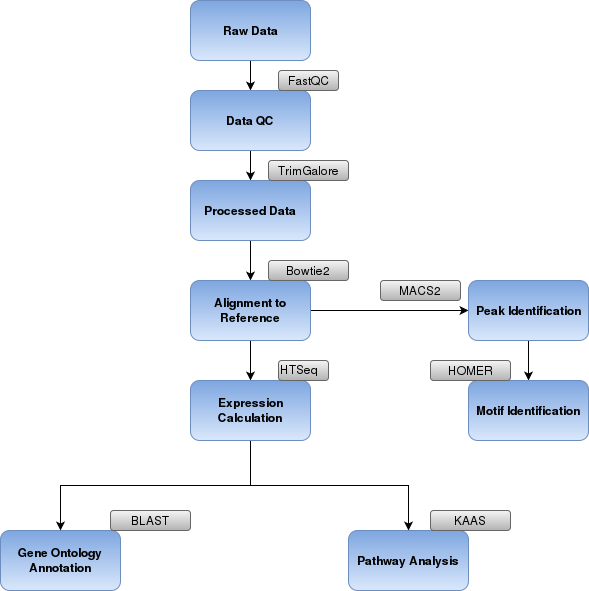 Raw Data
FastQC
Data QC
TrimGalore
Processed Data
Bowtie2
Alignment to
Reference
MACS2
Peak Identification
HTSeq
Expression
Calculation
HOMER
Motif Identification
BLAST
Gene Ontology
Annotation
KAAS
Pathway Analysis